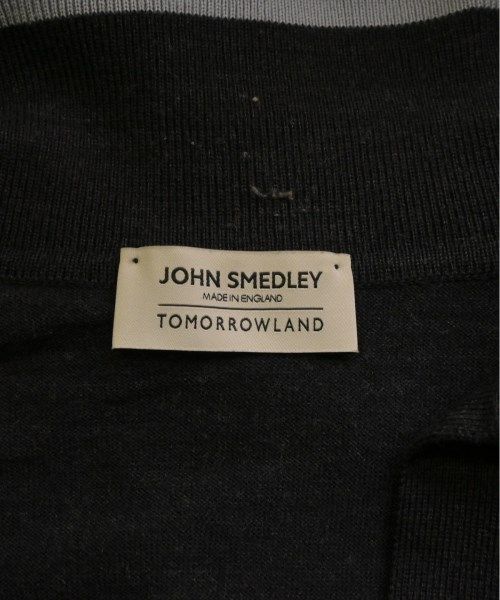 JOHN SMEDLEY
MADE IN ENGLAND
TOMORROWLAND